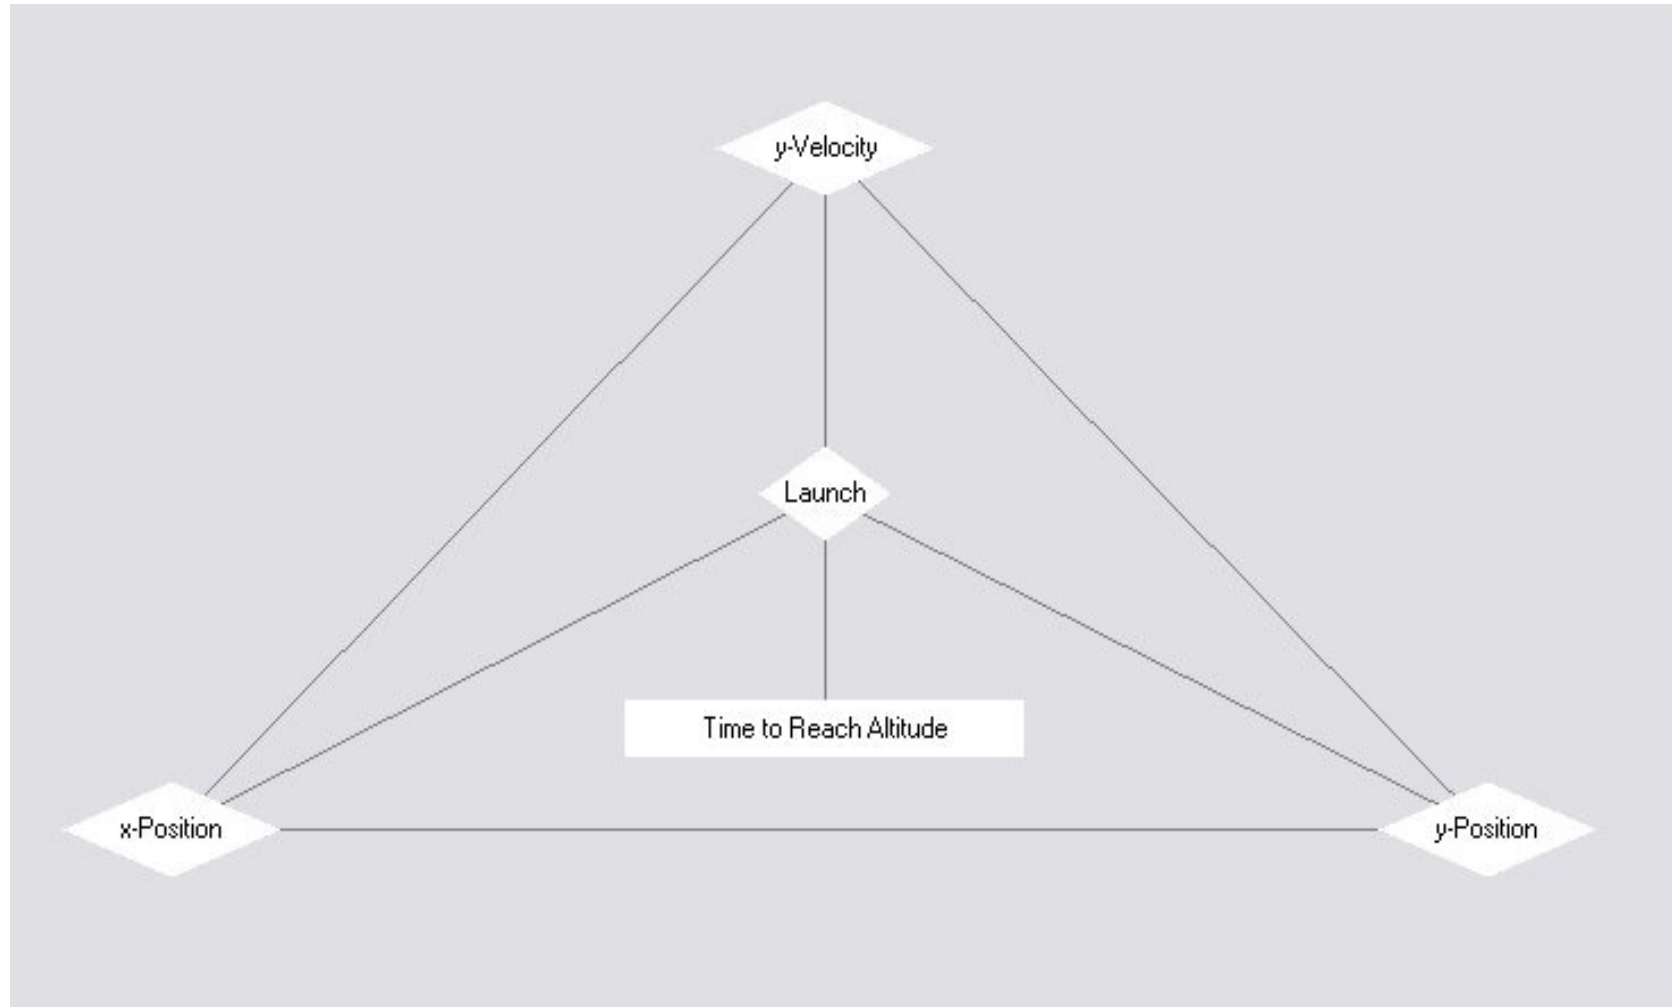 y-Velocity
Launch
Time to Reach Altitude
x-Position
y-Position